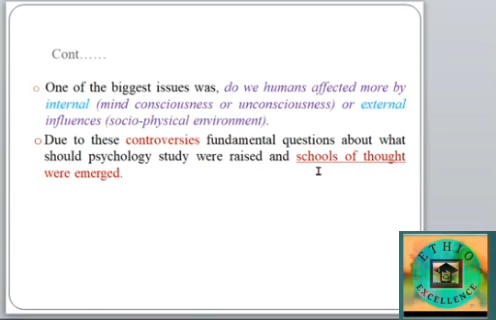 Cont……
o One of the biggest issues was, do we humans affected more by
internal (mind consciousness or unconsciousness) or external
influences (socio-physical environment).
o Due to these controversies fundamental questions about what
should psychology study were raised and schools of thought
were emerged.
ETHIO
EXCELLENCE